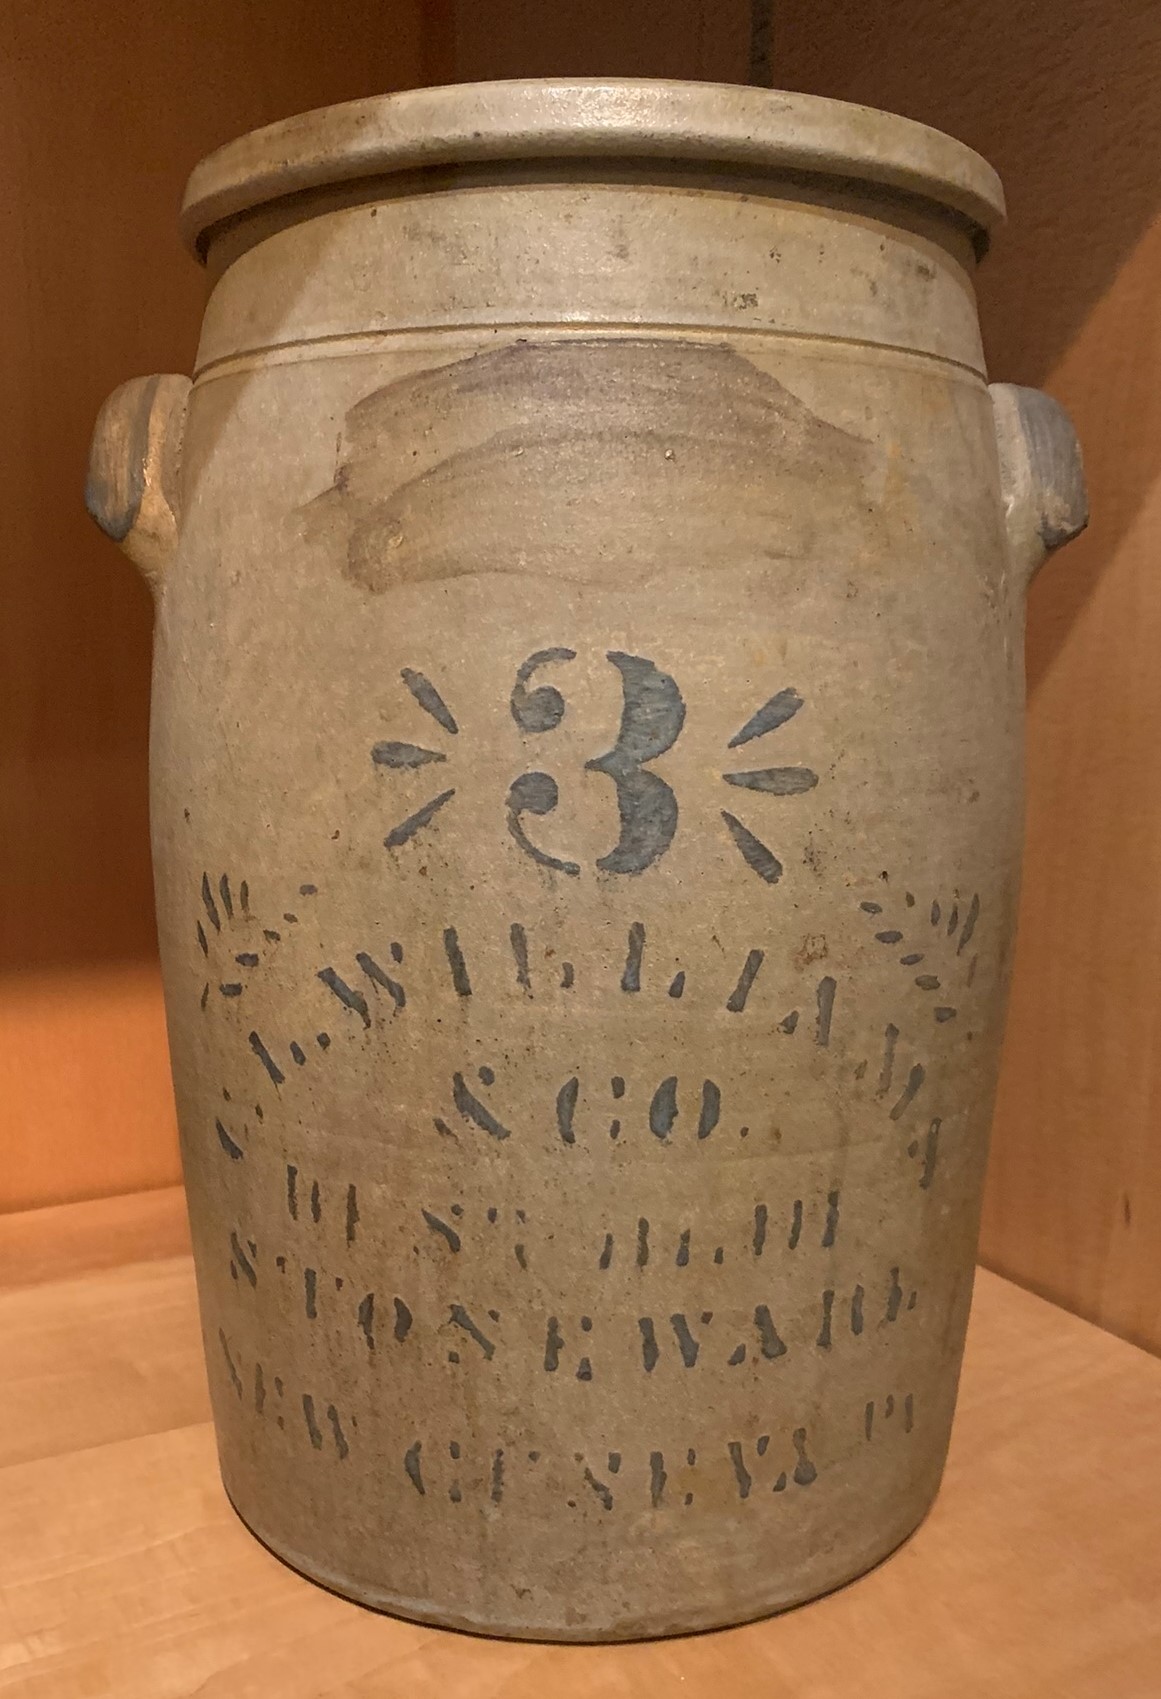 3
C. L. WILLIAMS
& CO.
BEST BLUE
STONEWARE
NEW GENEVA PA